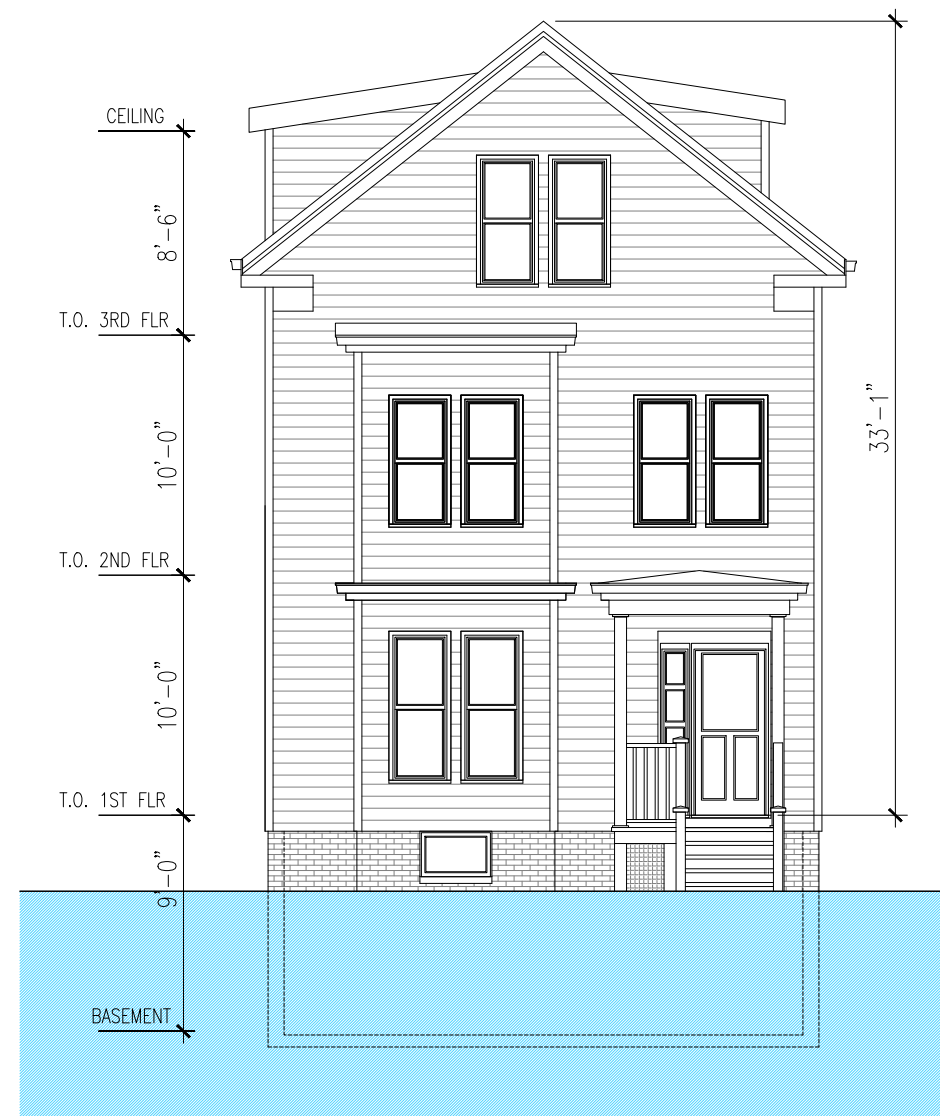 CEILING
8'-6"
T.O. 3RD FLR
10'-0"
33'-1"
T.O. 2ND FLR
10'-0"
T.O. 1ST FLR
9'-0"
BASEMENT